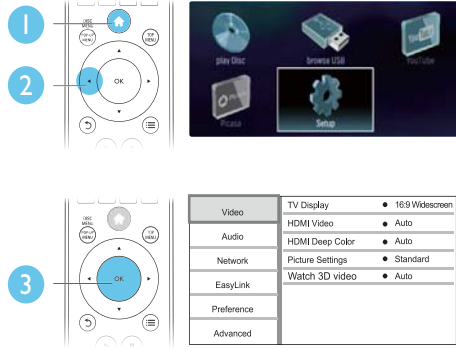 1
DISC
MENU
POP-UP
MENU
TOP
MENU
2
OK
play Disc
browse USB
YouTube
Picasa
Setup
DISC
MENU
POP-UP
MENU
TOP
MENU
3
OK
Video
Audio
Network
EasyLink
Preference
Advanced
TV Display • 16:9 Widescreen
HDMI Video • Auto
HDMI Deep Color • Auto
Picture Settings • Standard
Watch 3D video • Auto